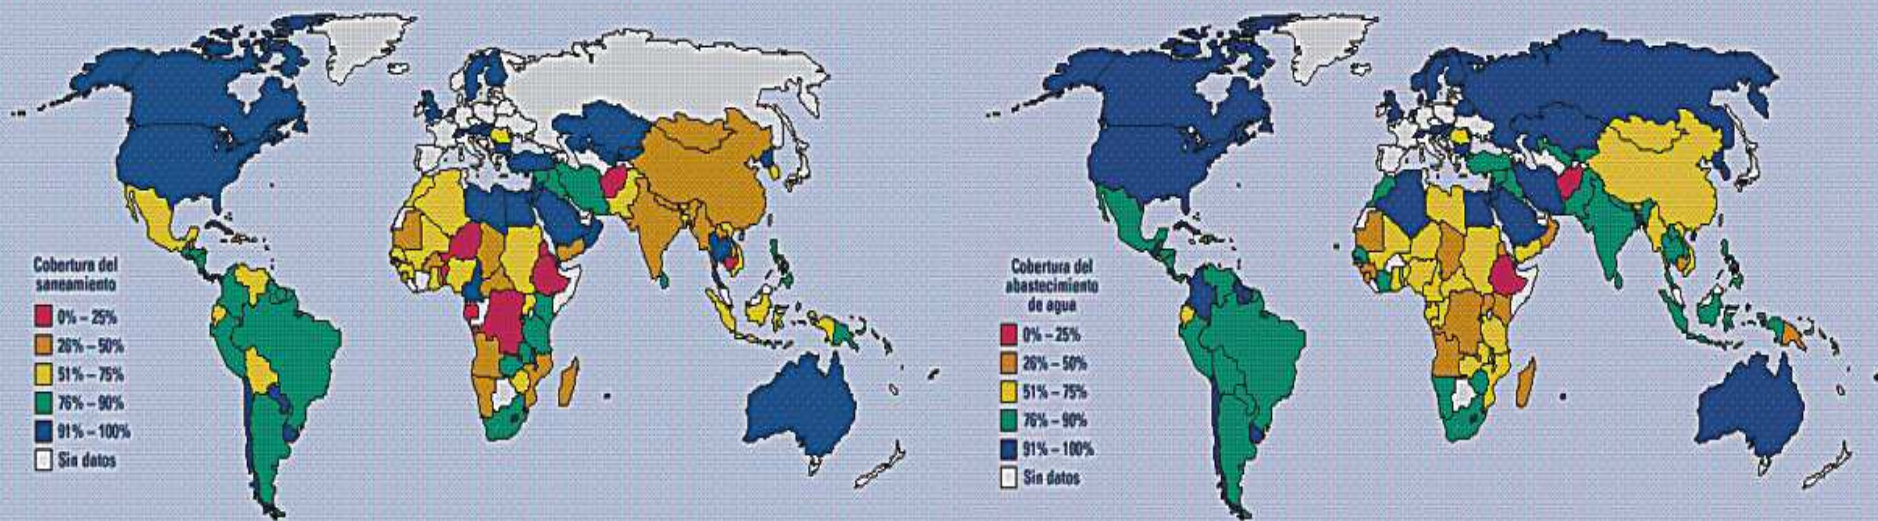 Cobertura del
saneamiento
0% – 25%
26% – 50%
51% – 75%
76% – 90%
91% – 100%
Sin datos
Cobertura del
abastecimiento
de agua
0% – 25%
26% – 50%
51% – 75%
76% – 90%
91% – 100%
Sin datos